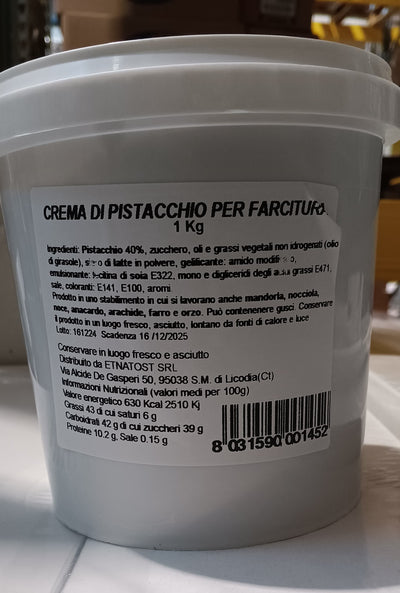 CREMA DI PISTACCHIO PER FARCITURA
1 Kg
Ingredienti: Pistacchio 40%, zucchero, oli e grassi vegetali non idrogenati (olio
di girasole), di latte in polvere, gelificante: amido
emulsionante: lecitina di soia E322, mono e digliceridi degli grassi E471,
sale, coloranti: E141, E100, aromi
Prodotto in uno stabilimento in cui si lavorano anche mandorla, nocciola,
noce, anacardo, arachide, farro e orzo. Può contenenere gusci Conservare
il prodotto in un luogo fresco, asciutto, lontano da fonti di calore e luce
Lotto: 161224 Scadenza 16 /12/2025
Conservare in luogo fresco e asciutto
Distribuito da ETNATOST SRL
Via Alcide De Gasperi 50, 95038 S.M. di Licodia(Ct)
Informazioni Nutrizionali (valori medi per 100g)
Valore energetico 630 Kcal 2510 Kj
Grassi 43 di cui saturi 6 g
Carboidrati 42 g di cui zuccheri 39 g
Proteine 10.2 g, Sale 0.15 g
8 031590 001452